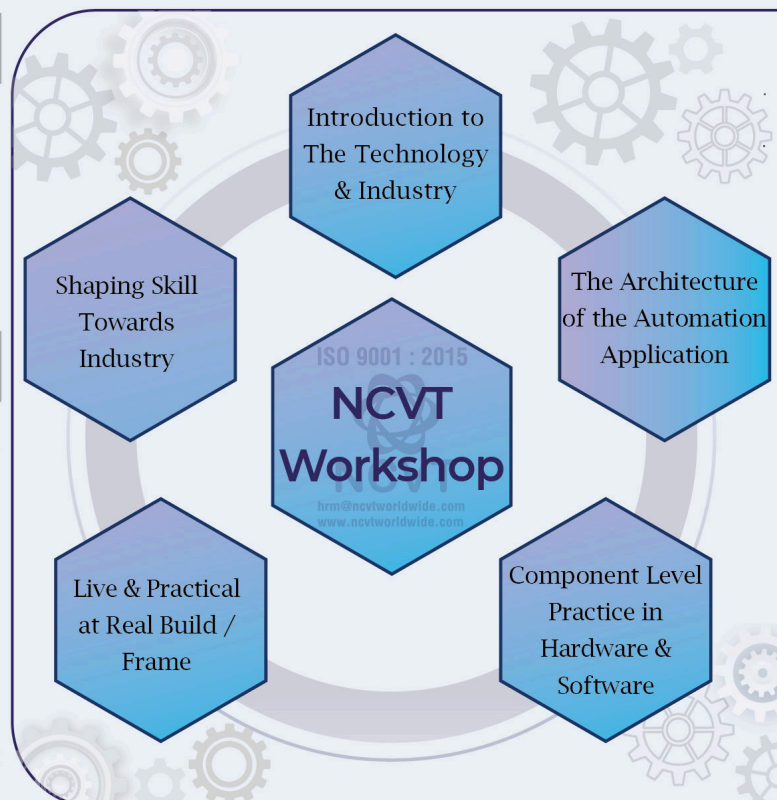 Introduction to
The Technology
& Industry
Shaping Skill
Towards
Industry
The Architecture
of the Automation
Application
ISO 9001 : 2015
NCVT
Workshop
NCVT
hrm@ncvtworldwide.com
www.ncvtworldwide.com
Live & Practical
at Real Build /
Frame
Component Level
Practice in
Hardware &
Software